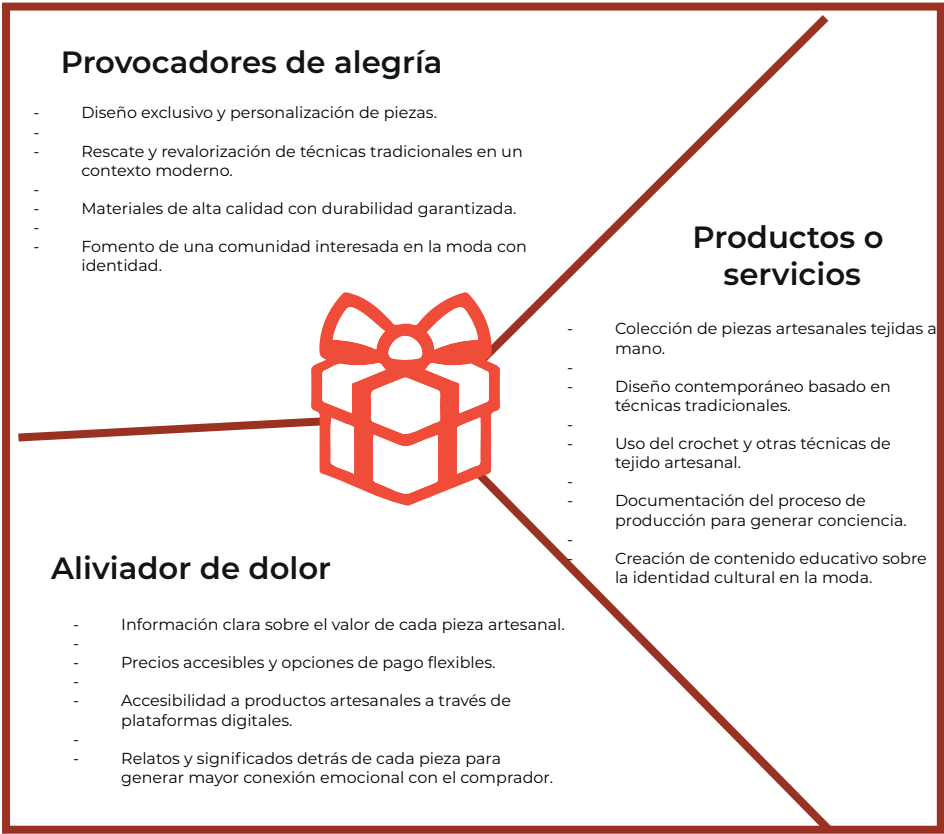 Provocadores de alegría
- Diseño exclusivo y personalización de piezas.
-
- Rescate y revalorización de técnicas tradicionales en un
contexto moderno.
-
- Materiales de alta calidad con durabilidad garantizada.
-
- Fomento de una comunidad interesada en la moda con
identidad.
Productos o
servicios
- Colección de piezas artesanales tejidas a
mano.
-
- Diseño contemporáneo basado en
técnicas tradicionales.
-
- Uso del crochet y otras técnicas de
tejido artesanal.
-
- Documentación del proceso de
producción para generar conciencia.
-
- Creación de contenido educativo sobre
la identidad cultural en la moda.
Aliviador de dolor
- Información clara sobre el valor de cada pieza artesanal.
-
- Precios accesibles y opciones de pago flexibles.
-
- Accesibilidad a productos artesanales a través de
plataformas digitales.
-
- Relatos y significados detrás de cada pieza para
generar mayor conexión emocional con el comprador.